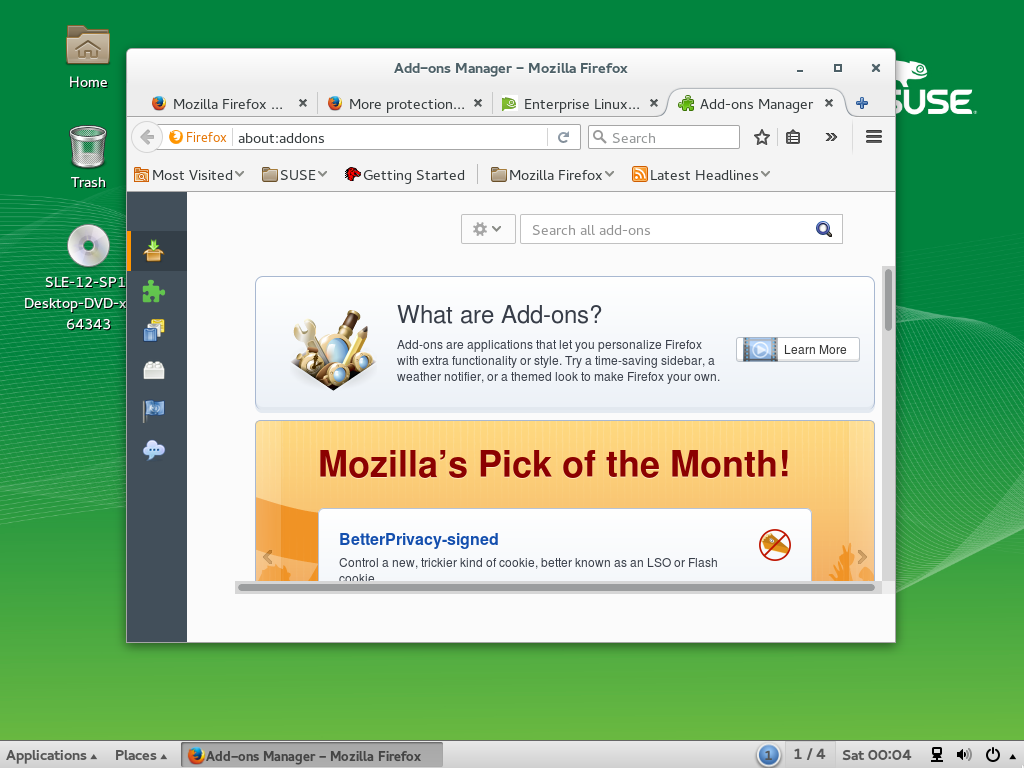 Home
Trash
SLE-12-SP1
Desktop-DVD-x
64343
SUSE
Add-ons Manager - Mozilla Firefox
Mozilla Firefox ...
More protection...
Enterprise Linux...
Add-ons Manager
Firefox
about:addons
Search
Most Visited
SUSE
Getting Started
Mozilla Firefox
Latest Headlines
Search all add-ons
What are Add-ons?
Add-ons are applications that let you personalize Firefox
with extra functionality or style. Try a time-saving sidebar, a
weather notifier, or a themed look to make Firefox your own.
Learn More
Mozilla's Pick of the Month!
BetterPrivacy-signed
Control a new, trickier kind of cookie, better known as an LSO or Flash
cookie
Applications
Places
Add-ons Manager - Mozilla Firefox
1
1 / 4
Sat 00:04